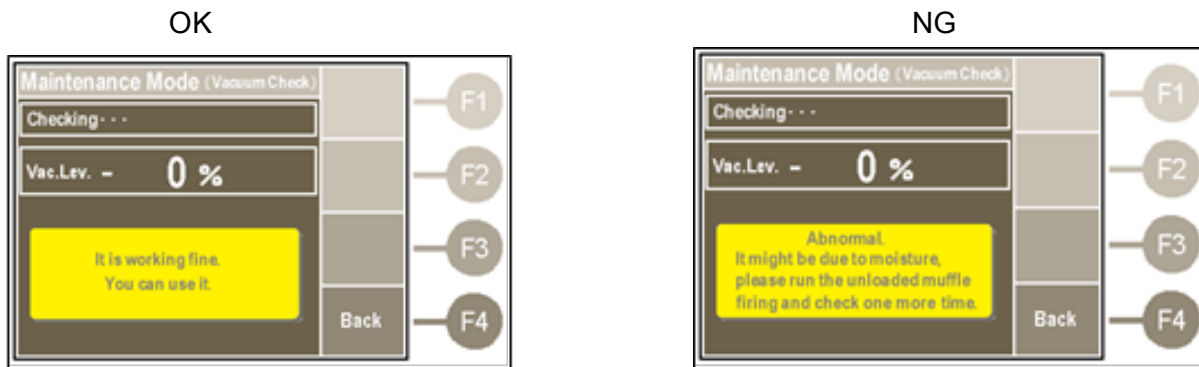 OK
Maintenance Mode (Vacuum Check)
Checking - - -
Vac.Lev. - 0 %
It is working fine.
You can use it.
Back
F1
F2
F3
F4
NG
Maintenance Mode (Vacuum Check)
Checking - - -
Vac.Lev. - 0 %
Abnormal.
It might be due to moisture,
please run the unloaded muffle
firing and check one more time.
Back
F1
F2
F3
F4